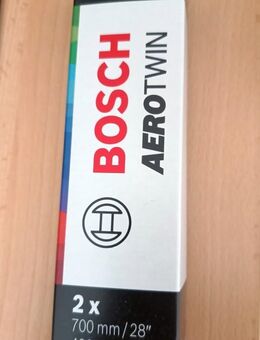 BOSCH
AEROTWIN
2 x
700 mm / 28"